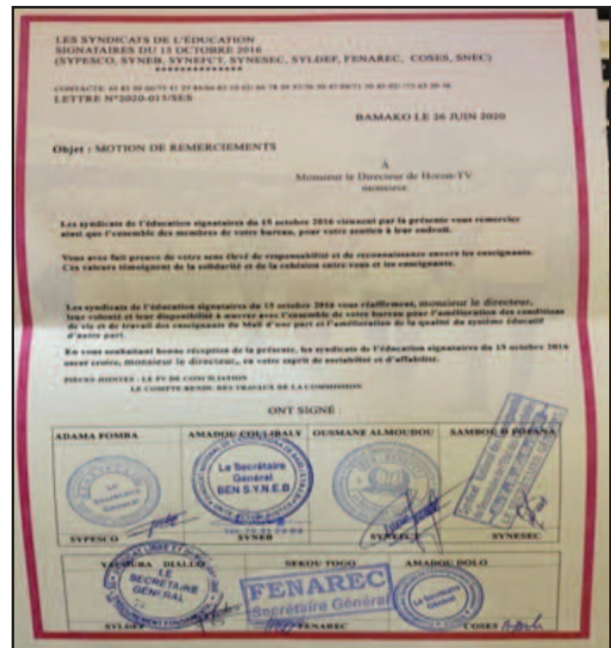 LES SYNDICATS DE L'ÉDUCATION
SIGNATAIRES DU 15 OCTOBRE 2016
(SYPESCO, SYNEB, SYNEFCT, SYNESEC, SYLDEF, FENAREC, COSES, SNEC)
**************
LETTRE N°2020-015/SES
BAMAKO LE 26 JUIN 2020
Objet : MOTION DE REMERCIEMENTS
À
Monsieur le Directeur de Horon-TV
monsieur,
Les syndicats de l'éducation signataires du 15 octobre 2016 viennent par la présente vous remercier
ainsi que l'ensemble des membres de votre bureau, pour votre soutien à leur endroit.
Vous avez fait preuve de votre sens élevé de responsabilité et de reconnaissance envers les enseignants.
Ces valeurs témoignent de la solidarité et de la cohésion entre vous et les enseignants.
Les syndicats de l'éducation signataires du 15 octobre 2016 vous réaffirment, monsieur le directeur,
leur volonté et leur disponibilité à œuvrer avec l'ensemble de votre bureau pour l'amélioration des conditions
de vie et de travail des enseignants du Mali d'une part et l'amélioration de la qualité du système éducatif
d'autre part.
En vous souhaitant bonne réception de la présente, les syndicats de l'éducation signataires du 15 octobre 2016
osent croire, monsieur le directeur, en votre esprit de sociabilité et d'affabilité.
PIÈCES JOINTES : LE PV DE CONCILIATION
LE COMPTE RENDU DES TRAVAUX DE LA COMMISSION
ONT SIGNÉ :
ADAMA FOMBA AMADOU COULIBALY OUSMANE ALMOUDOU SAMBOU
Le Secrétaire Général
Le Secrétaire
Général
BEN S.Y.N.E.B
SYPESCO SYNEB SYNEFCT SYNESEC
DIALLO SEKOU TOGO AMADOU DOLO
LE
SECRÉTAIRE
GÉNÉRAL
FENAREC
Secrétaire Général
Le Secrétaire
Général
SYLDEF FENAREC COSES